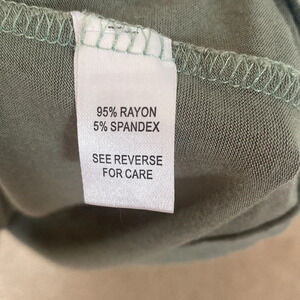 95% RAYON
5% SPANDEX
SEE REVERSE
FOR CARE